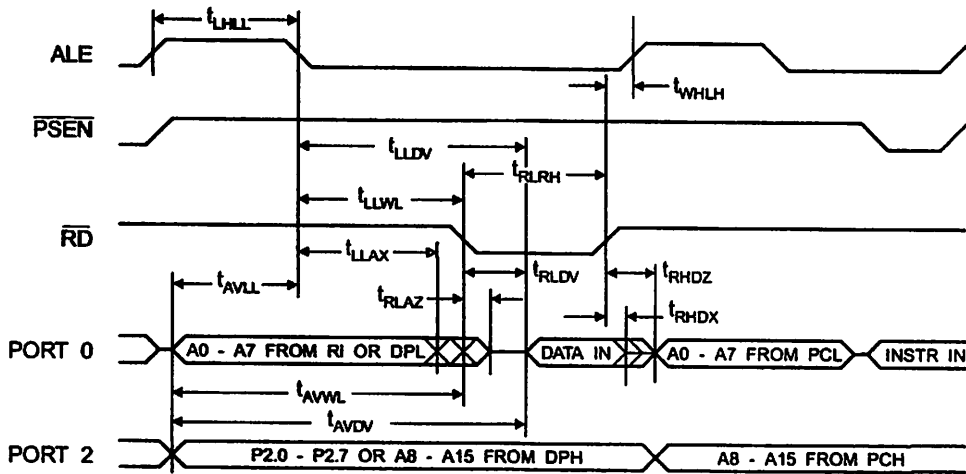 tLHLL
ALE
tWHLH
PSEN
tLLDV
tRLRH
tLLWL
RD
tLLAX
tRLDV
tRHDZ
tAVLL
tRLAZ
tRHDX
PORT 0
A0 - A7 FROM RI OR DPL
DATA IN
A0 - A7 FROM PCL
INSTR IN
tAVWL
tAVDV
PORT 2
P2.0 - P2.7 OR A8 - A15 FROM DPH
A8 - A15 FROM PCH